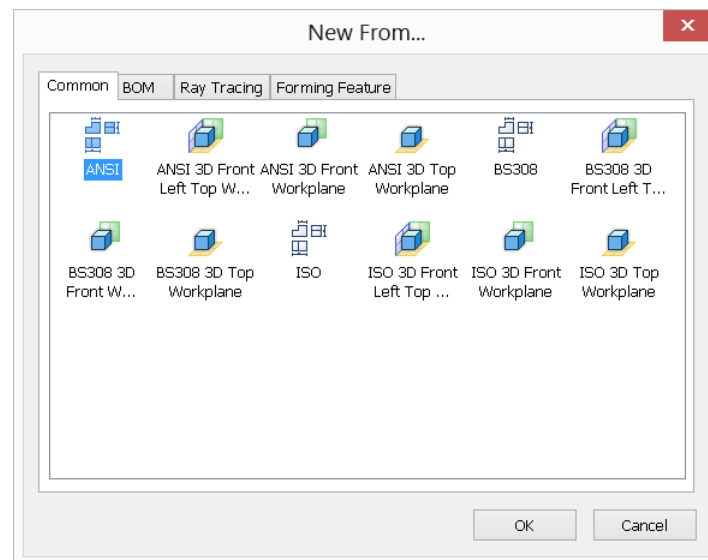 New From...
Common BOM Ray Tracing Forming Feature
ANSI
ANSI 3D Front
Left Top W...
ANSI 3D Front
Workplane
ANSI 3D Top
Workplane
BS308
BS308 3D
Front Left T...
BS308 3D
Front W...
BS308 3D Top
Workplane
ISO
ISO 3D Front
Left Top ...
ISO 3D Front
Workplane
ISO 3D Top
Workplane
OK Cancel